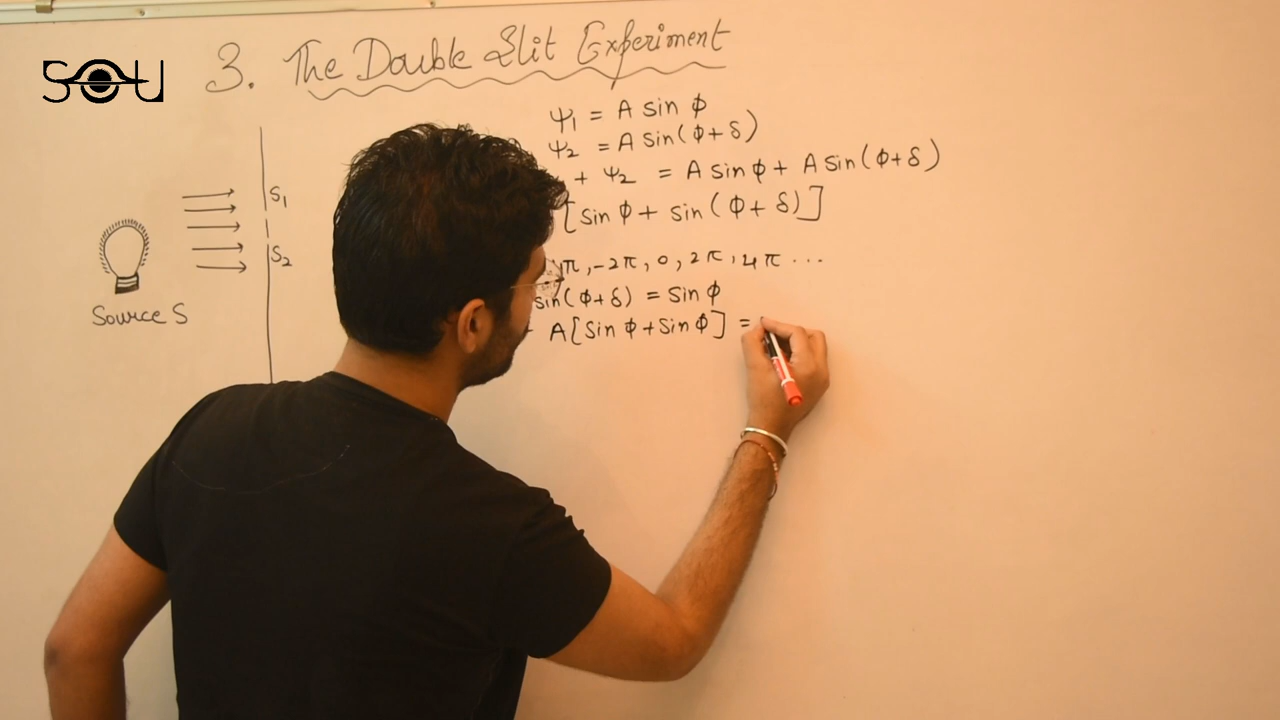 SOU
3. The Double Slit Experiment
ψ₁ = A sin ϕ
ψ₂ = A sin(ϕ+δ)
+ ψ₂ = A sin ϕ + A sin(ϕ+δ)
[sin ϕ + sin (ϕ+δ)]
π, -2π, 0, 2π, 4π ...
sin(ϕ+δ) = sin ϕ
A[sin ϕ + sin ϕ] =
S₁
S₂
Source S